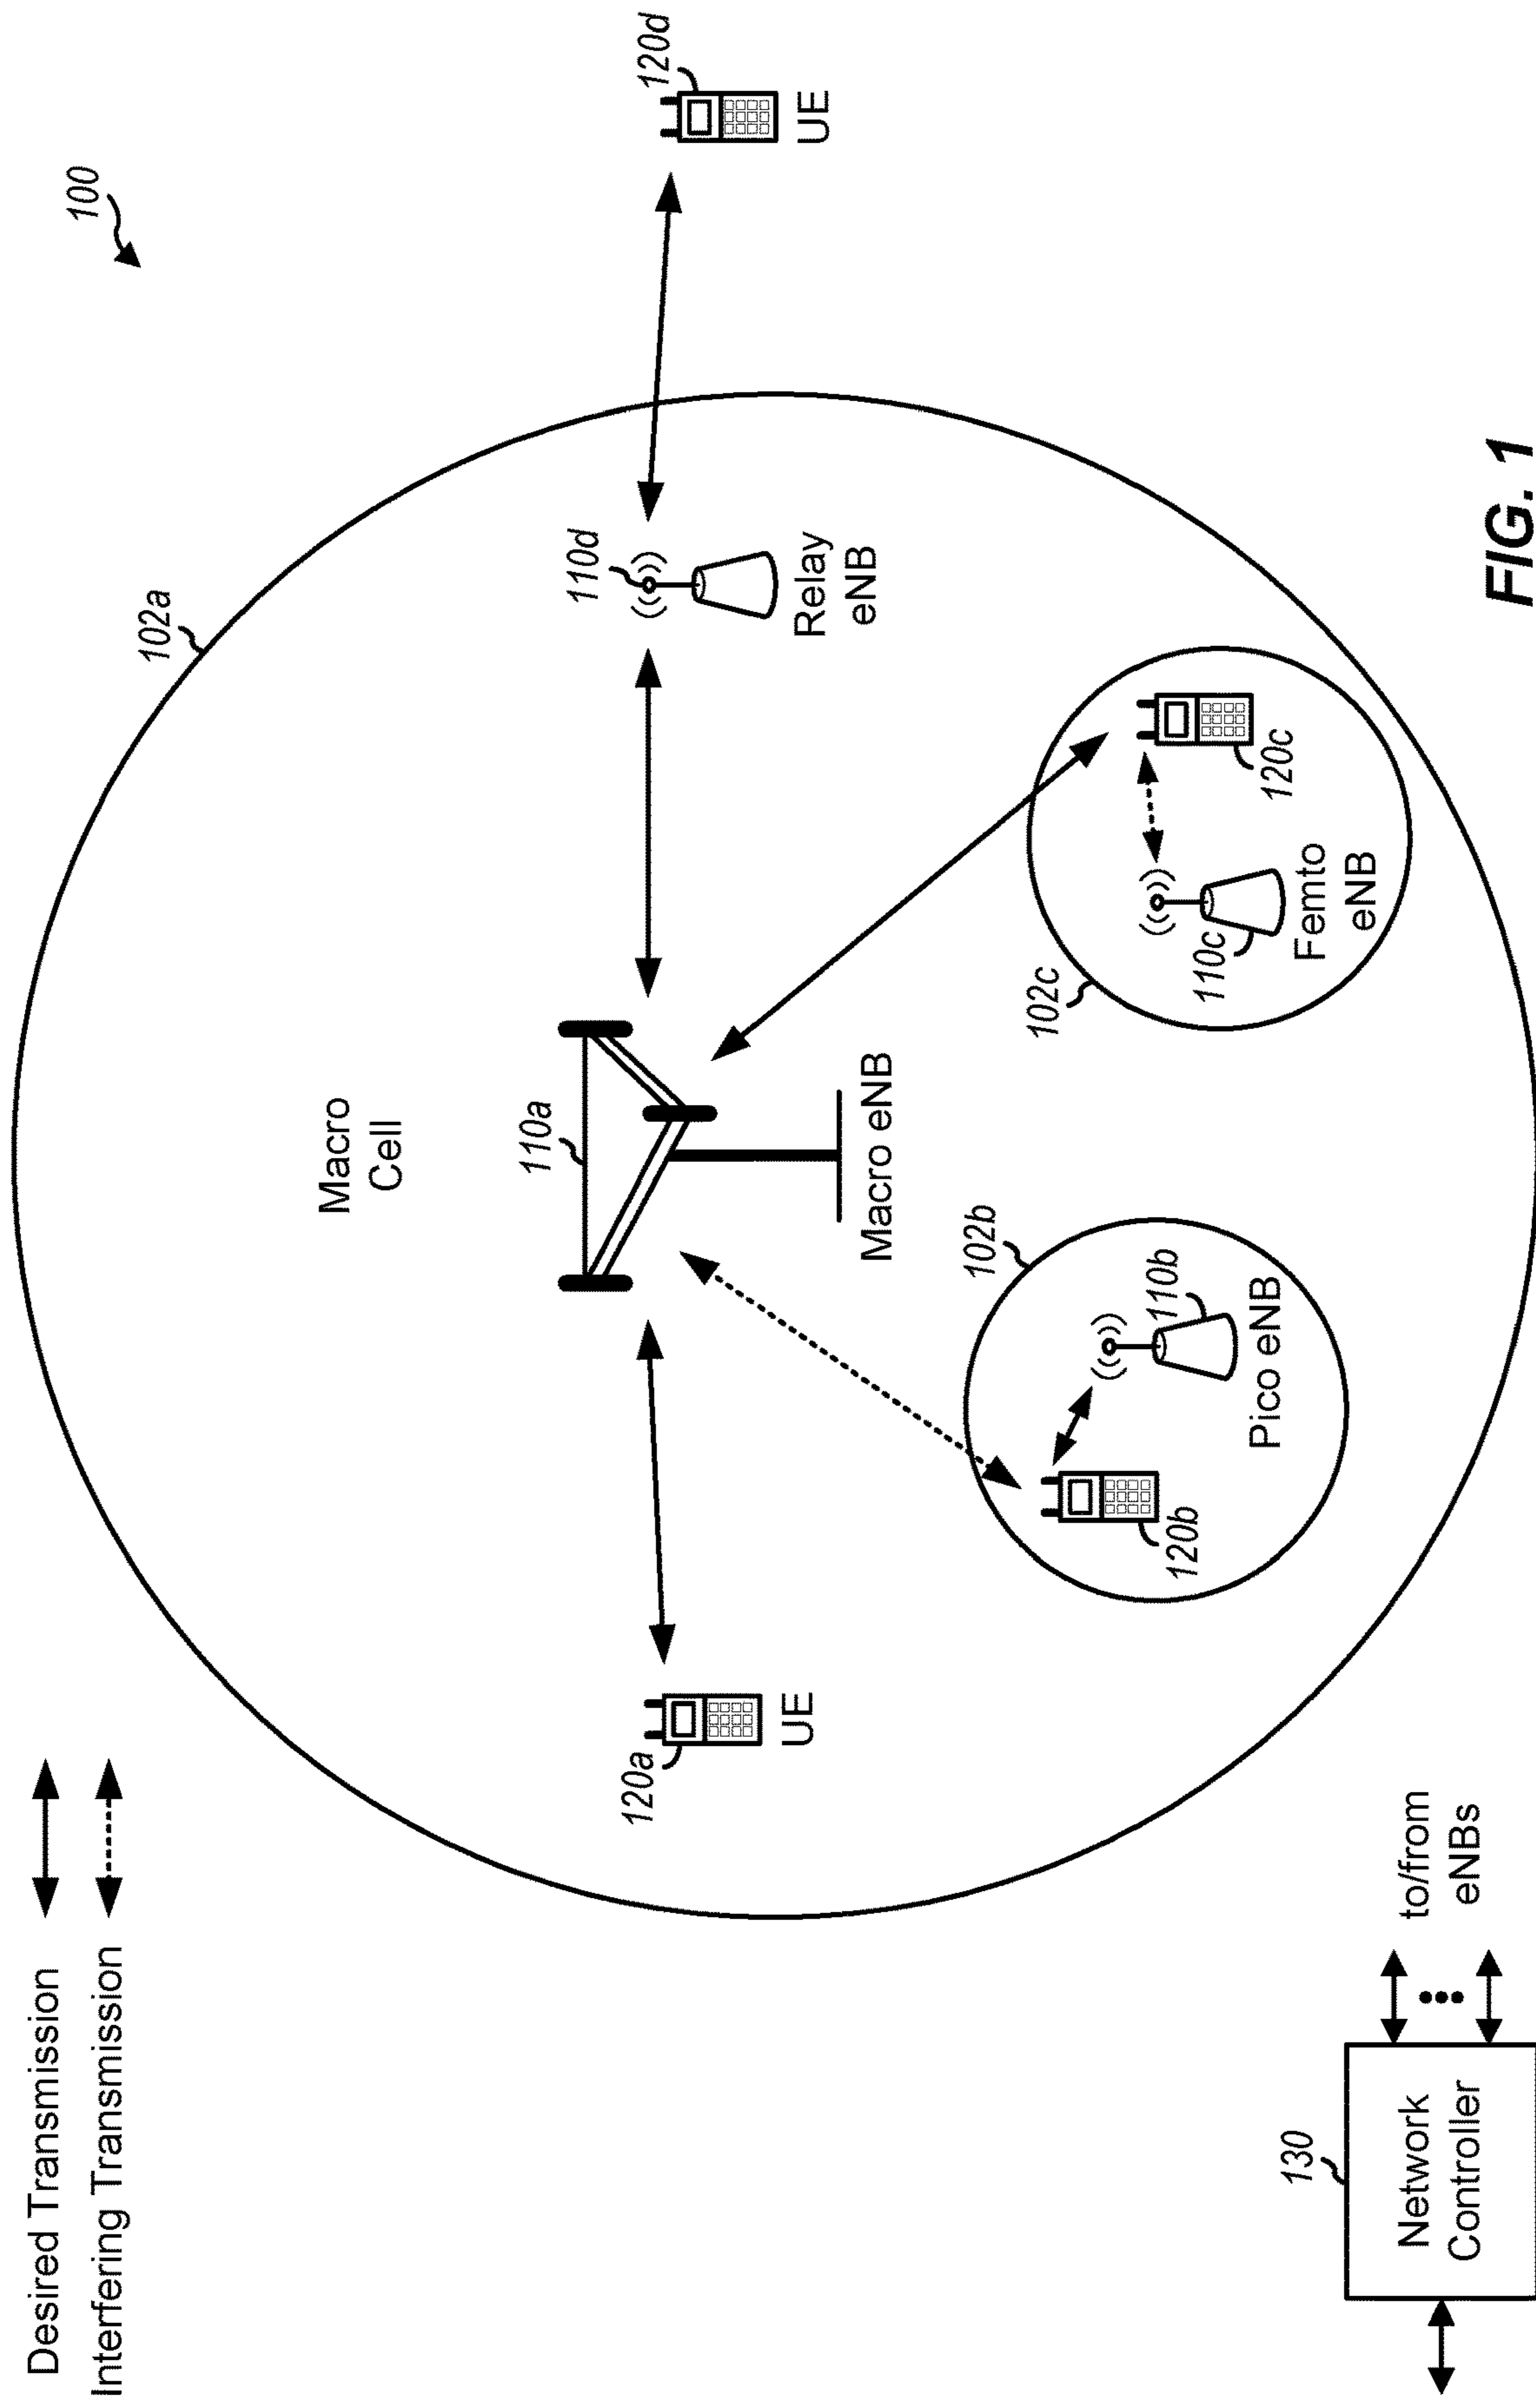 Desired Transmission
Interfering Transmission
100
102a
Macro
Cell
110a
Macro eNB
120a
UE
110d
Relay
eNB
120d
UE
102b
110b
Pico eNB
120b
102c
110c
Femto
eNB
120c
130
Network
Controller
to/from
eNBs
FIG. 1